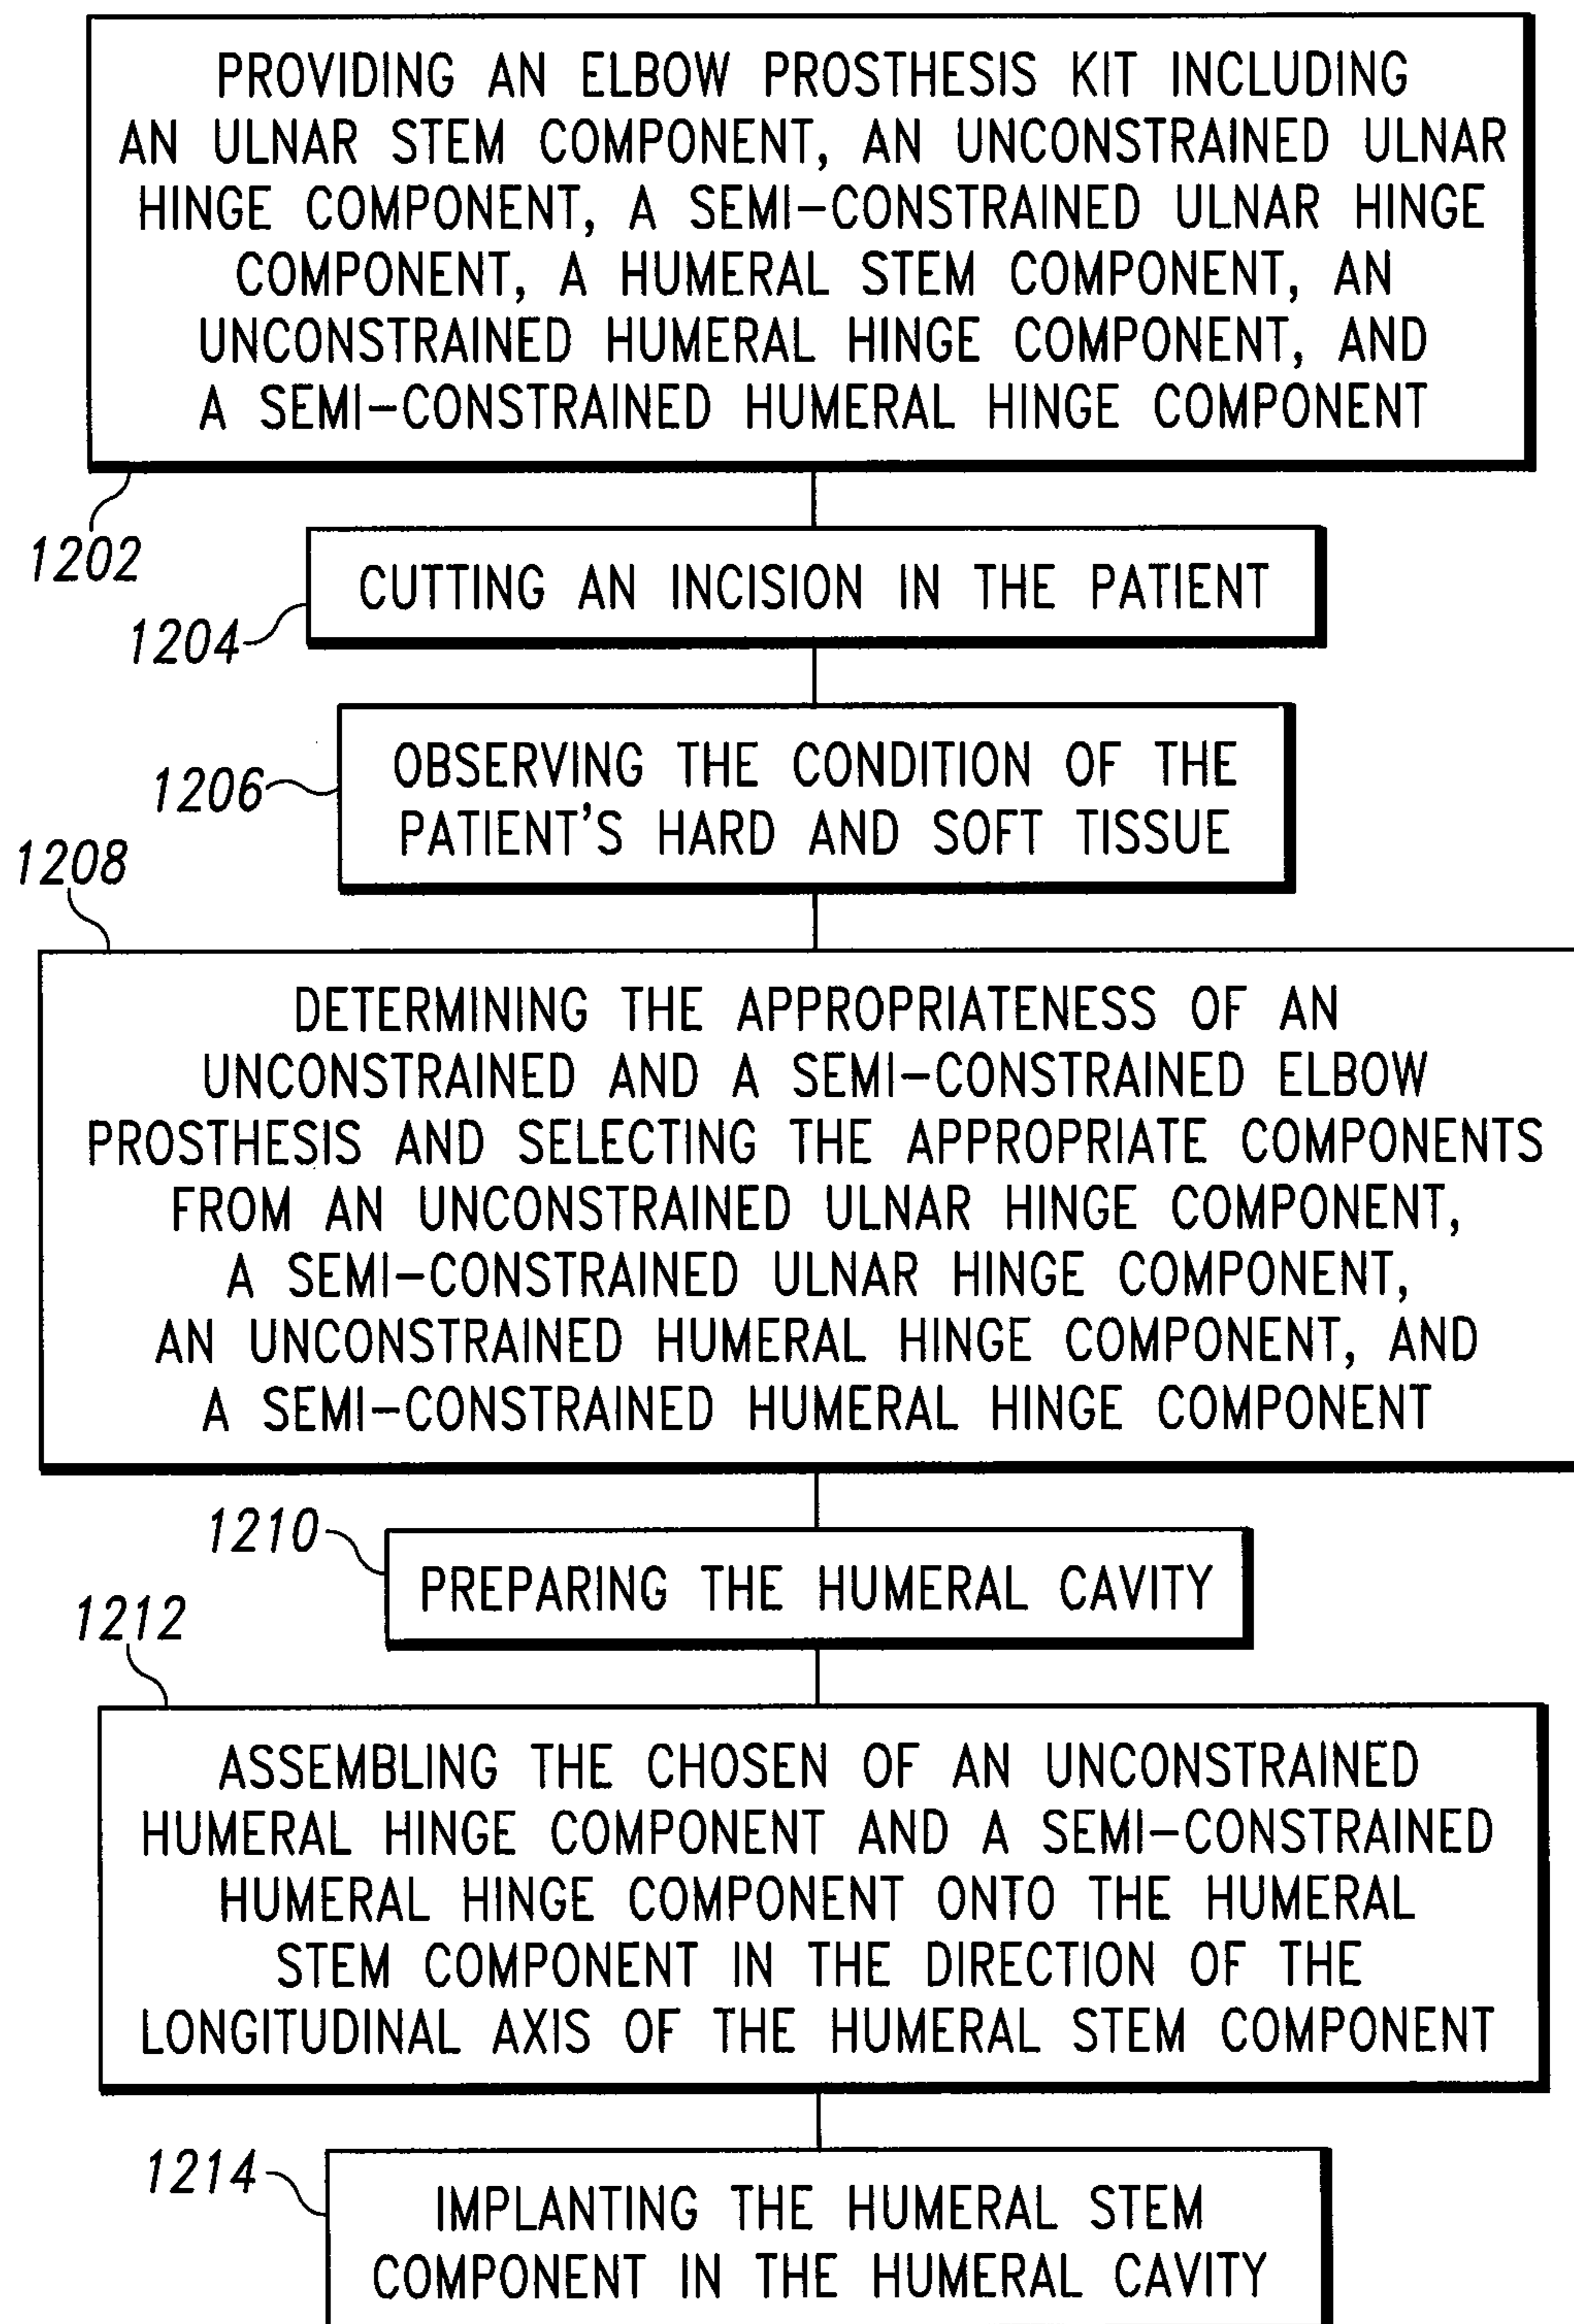 PROVIDING AN ELBOW PROSTHESIS KIT INCLUDING
AN ULNAR STEM COMPONENT, AN UNCONSTRAINED ULNAR
HINGE COMPONENT, A SEMI-CONSTRAINED ULNAR HINGE
COMPONENT, A HUMERAL STEM COMPONENT, AN
UNCONSTRAINED HUMERAL HINGE COMPONENT, AND
A SEMI-CONSTRAINED HUMERAL HINGE COMPONENT
1202
CUTTING AN INCISION IN THE PATIENT
1204
OBSERVING THE CONDITION OF THE
PATIENT'S HARD AND SOFT TISSUE
1206
1208
DETERMINING THE APPROPRIATENESS OF AN
UNCONSTRAINED AND A SEMI-CONSTRAINED ELBOW
PROSTHESIS AND SELECTING THE APPROPRIATE COMPONENTS
FROM AN UNCONSTRAINED ULNAR HINGE COMPONENT,
A SEMI-CONSTRAINED ULNAR HINGE COMPONENT,
AN UNCONSTRAINED HUMERAL HINGE COMPONENT, AND
A SEMI-CONSTRAINED HUMERAL HINGE COMPONENT
1210
PREPARING THE HUMERAL CAVITY
1212
ASSEMBLING THE CHOSEN OF AN UNCONSTRAINED
HUMERAL HINGE COMPONENT AND A SEMI-CONSTRAINED
HUMERAL HINGE COMPONENT ONTO THE HUMERAL
STEM COMPONENT IN THE DIRECTION OF THE
LONGITUDINAL AXIS OF THE HUMERAL STEM COMPONENT
1214
IMPLANTING THE HUMERAL STEM
COMPONENT IN THE HUMERAL CAVITY